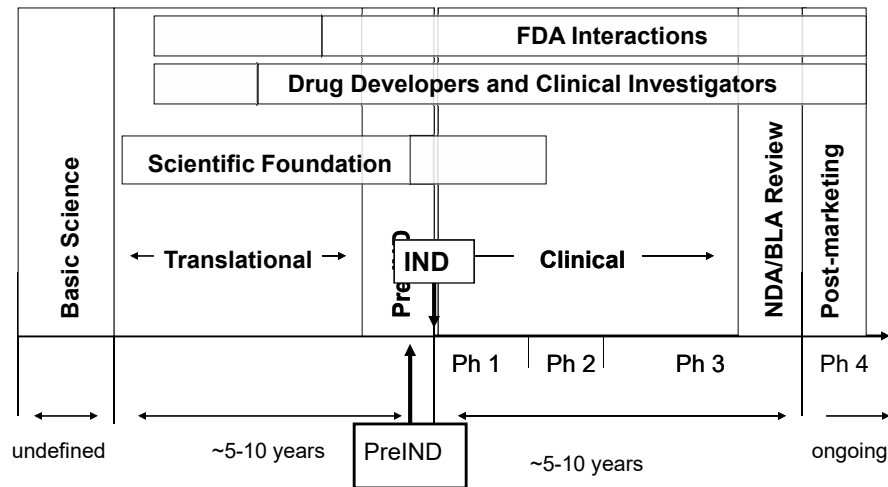 FDA Interactions
Drug Developers and Clinical Investigators
Scientific Foundation
Basic Science
Translational
PreIND
IND
Clinical
NDA/BLA Review
Post-marketing
Ph 1
Ph 2
Ph 3
Ph 4
undefined
~5-10 years
PreIND
~5-10 years
ongoing